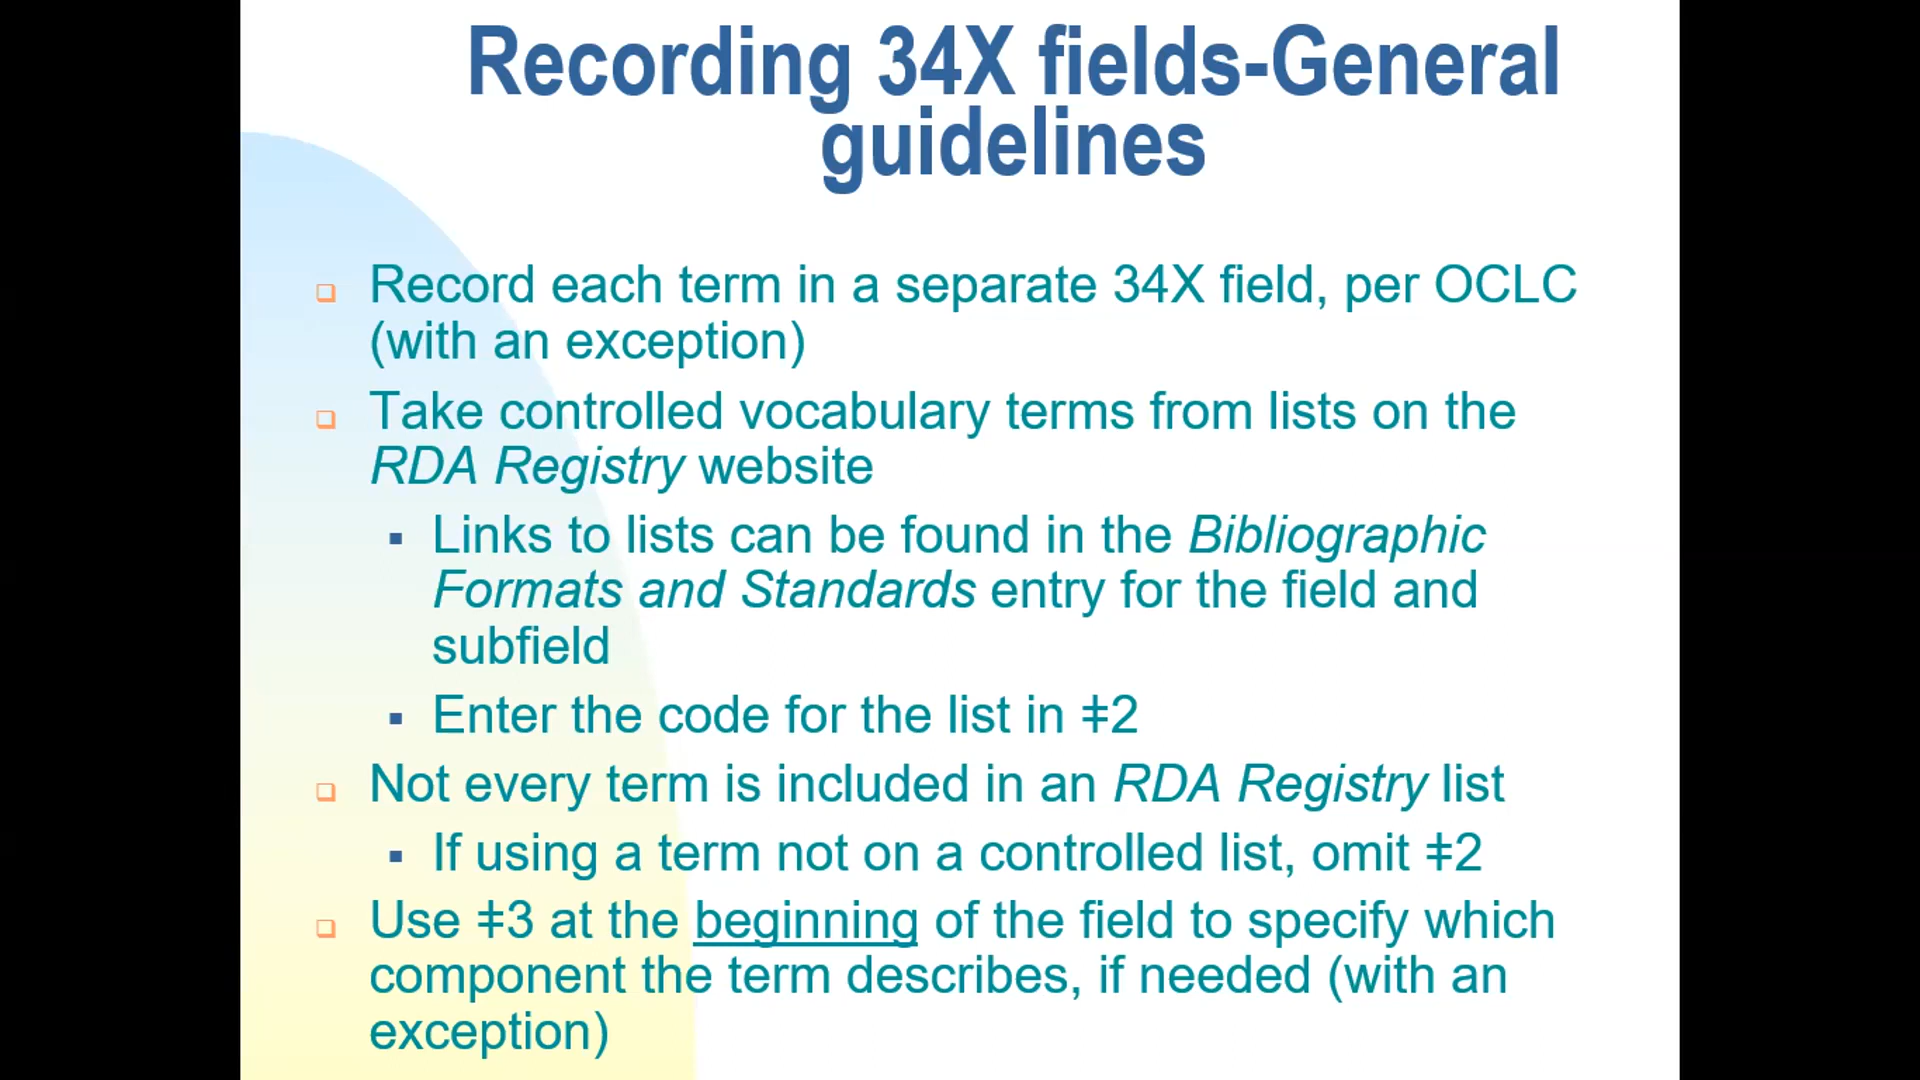 Recording 34X fields-General
guidelines
Record each term in a separate 34X field, per OCLC
(with an exception)
Take controlled vocabulary terms from lists on the
RDA Registry website
Links to lists can be found in the Bibliographic
Formats and Standards entry for the field and
subfield
Enter the code for the list in ǂ2
Not every term is included in an RDA Registry list
If using a term not on a controlled list, omit ǂ2
Use ǂ3 at the beginning of the field to specify which
component the term describes, if needed (with an
exception)